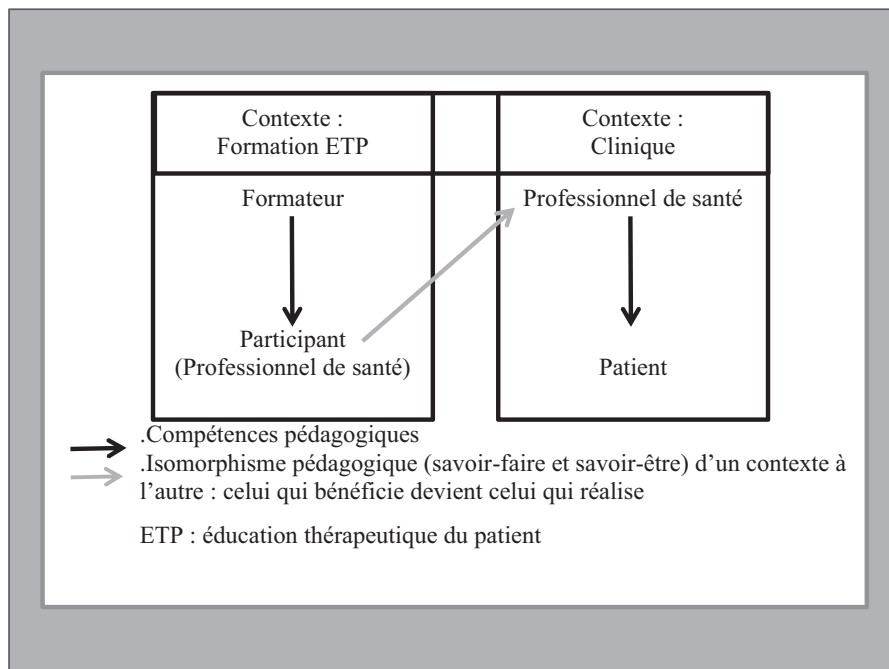 Contexte :
Formation ETP
Contexte :
Clinique
Formateur
Professionnel de santé
Participant
(Professionnel de santé)
Patient
.Compétences pédagogiques
.Isomorphisme pédagogique (savoir-faire et savoir-être) d’un contexte à
l’autre : celui qui bénéficie devient celui qui réalise
ETP : éducation thérapeutique du patient